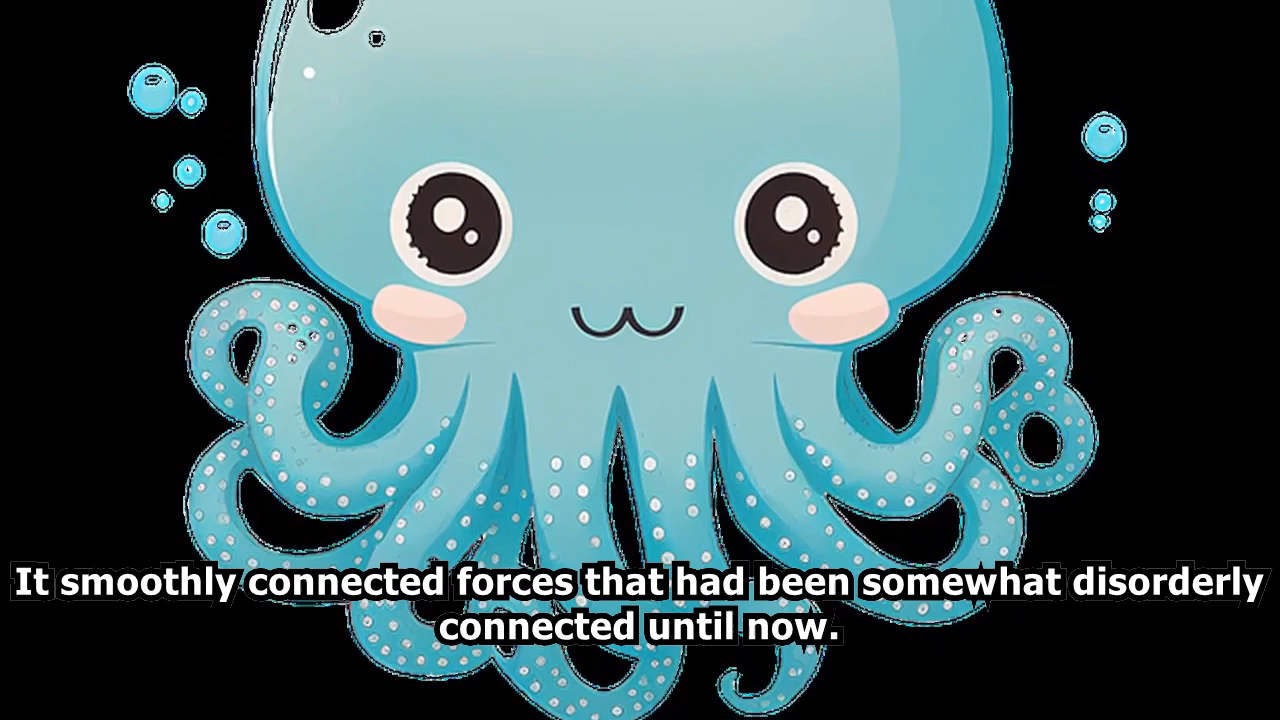 It smoothly connected forces that had been somewhat disorderly
connected until now.